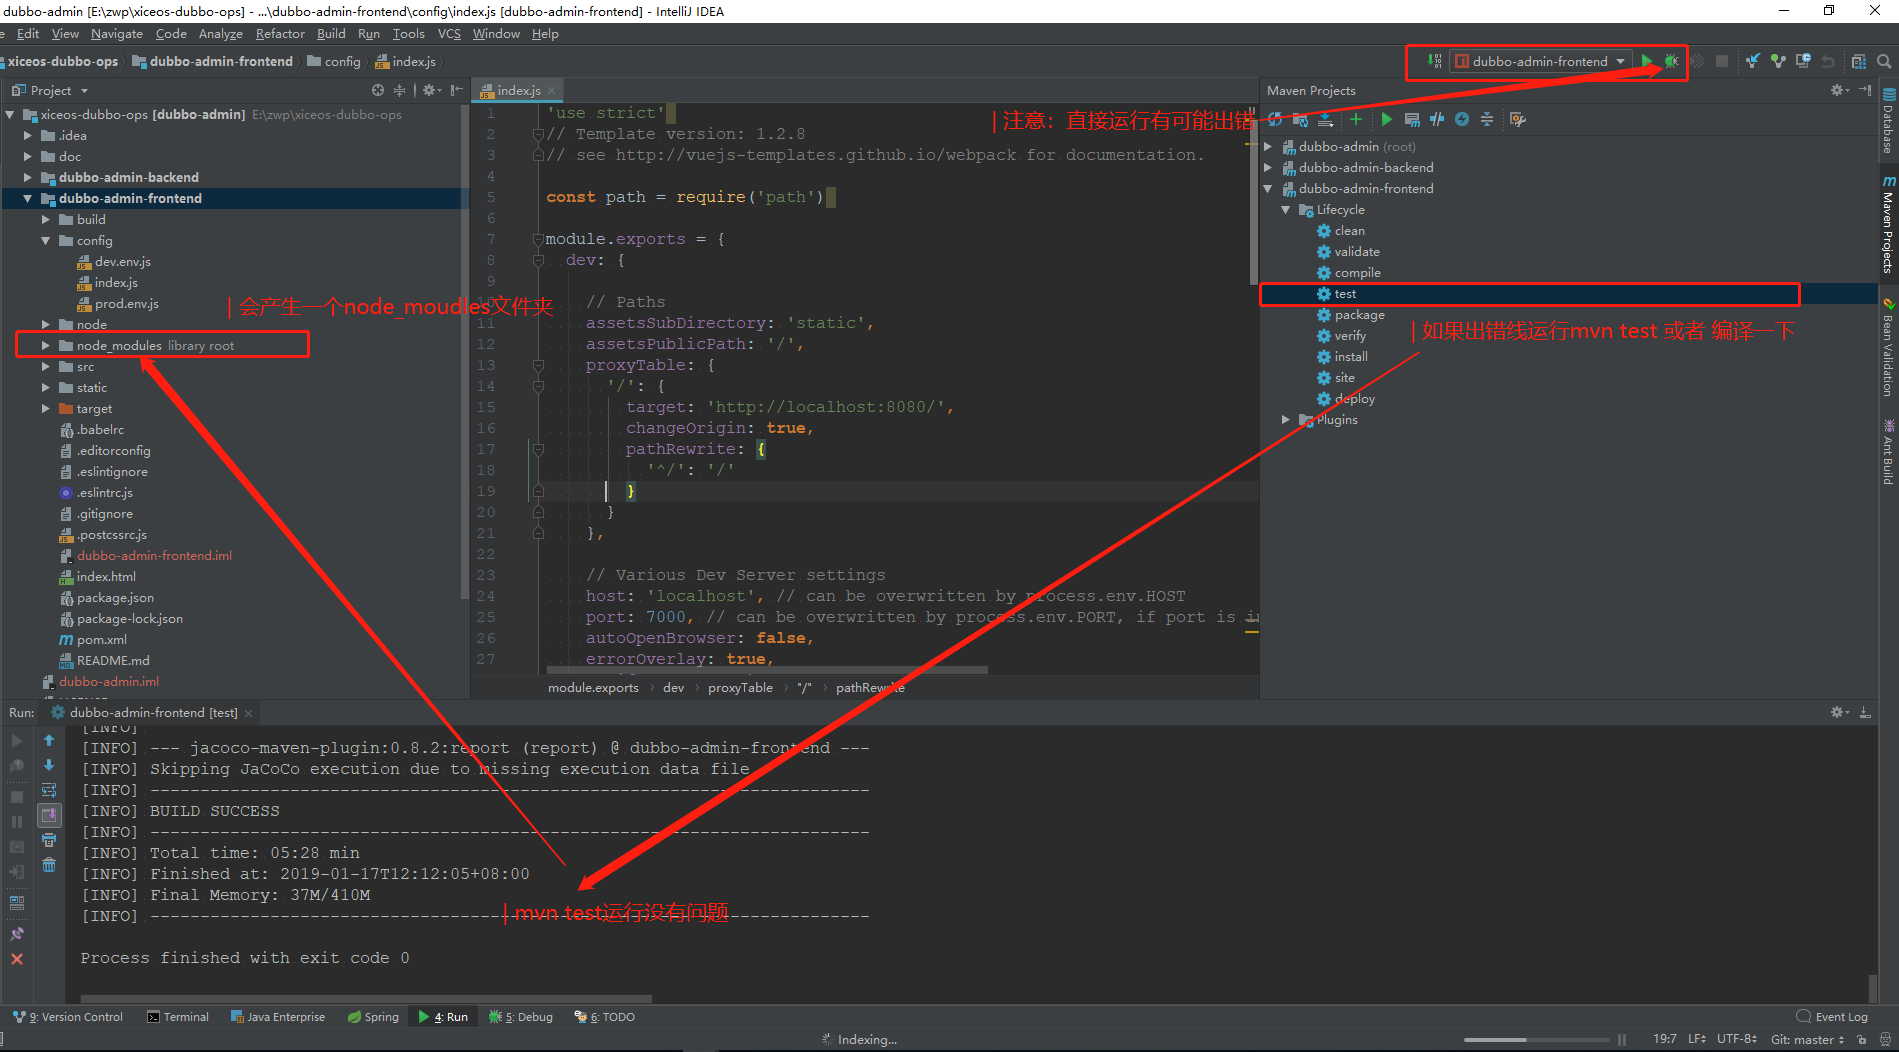 dubbo-admin [E:\zwp\xiceos-dubbo-ops] - ...\dubbo-admin-frontend\config\index.js [dubbo-admin-frontend] - IntelliJ IDEA
e Edit View Navigate Code Analyze Refactor Build Run Tools VCS Window Help
xiceos-dubbo-ops dubbo-admin-frontend config index.js
dubbo-admin-frontend
Project
xiceos-dubbo-ops [dubbo-admin] E:\zwp\xiceos-dubbo-ops
.idea
doc
dubbo-admin-backend
dubbo-admin-frontend
build
config
dev.env.js
index.js
prod.env.js
node
node_modules library root
src
static
target
.babelrc
.editorconfig
.eslintignore
.eslintrc.js
.gitignore
.postcssrc.js
dubbo-admin-frontend.iml
index.html
package.json
package-lock.json
pom.xml
README.md
dubbo-admin.iml
index.js
1 'use strict'
2 // Template version: 1.2.8
3 // see http://vuejs-templates.github.io/webpack for documentation.
4
5 const path = require('path')
6
7 module.exports = {
8 dev: {
9
10 // Paths
11 assetsSubDirectory: 'static',
12 assetsPublicPath: '/',
13 proxyTable: {
14 '/': {
15 target: 'http://localhost:8080/',
16 changeOrigin: true,
17 pathRewrite: {
18 '^/': '/'
19 }
20 }
21 },
22
23 // Various Dev Server settings
24 host: 'localhost', // can be overwritten by process.env.HOST
25 port: 7000, // can be overwritten by process.env.PORT, if port is i
26 autoOpenBrowser: false,
27 errorOverlay: true,
module.exports dev proxyTable "/" pathRewrite
| 注意：直接运行有可能出错
| 会产生一个node_moudles文件夹
| 如果出错线运行mvn test 或者 编译一下
| mvn test运行没有问题
Maven Projects
dubbo-admin (root)
dubbo-admin-backend
dubbo-admin-frontend
Lifecycle
clean
validate
compile
test
package
verify
install
site
deploy
Plugins
Database
Maven Projects
Bean Validation
Ant Build
Run: dubbo-admin-frontend [test]
[INFO]
[INFO] --- jacoco-maven-plugin:0.8.2:report (report) @ dubbo-admin-frontend ---
[INFO] Skipping JaCoCo execution due to missing execution data file
[INFO] ------------------------------------------------------------------------
[INFO] BUILD SUCCESS
[INFO] ------------------------------------------------------------------------
[INFO] Total time: 05:28 min
[INFO] Finished at: 2019-01-17T12:12:05+08:00
[INFO] Final Memory: 37M/410M
[INFO] ------------------------------------------------------------------------
Process finished with exit code 0
9: Version Control Terminal Java Enterprise Spring 4: Run 5: Debug 6: TODO Event Log
Indexing... 19:7 LF UTF-8 Git: master